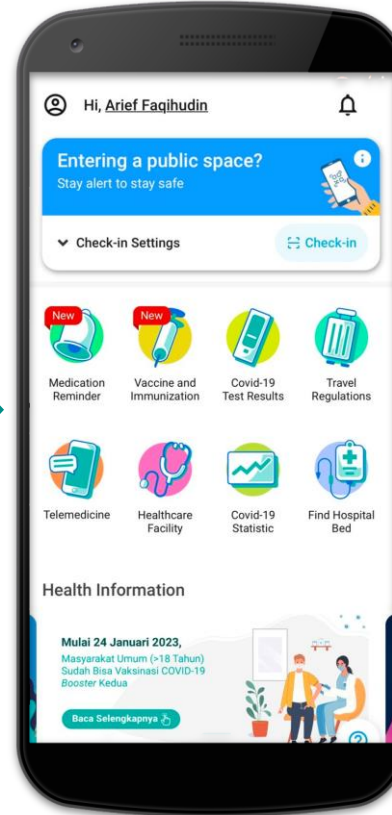 Hi, Arief Faqihudin
Entering a public space?
Stay alert to stay safe
Check-in Settings
Check-in
New
New
Medication
Reminder
Vaccine and
Immunization
Covid-19
Test Results
Travel
Regulations
Telemedicine
Healthcare
Facility
Covid-19
Statistic
Find Hospital
Bed
Health Information
Mulai 24 Januari 2023,
Masyarakat Umum (>18 Tahun)
Sudah Bisa Vaksinasi COVID-19
Booster Kedua
Baca Selengkapnya